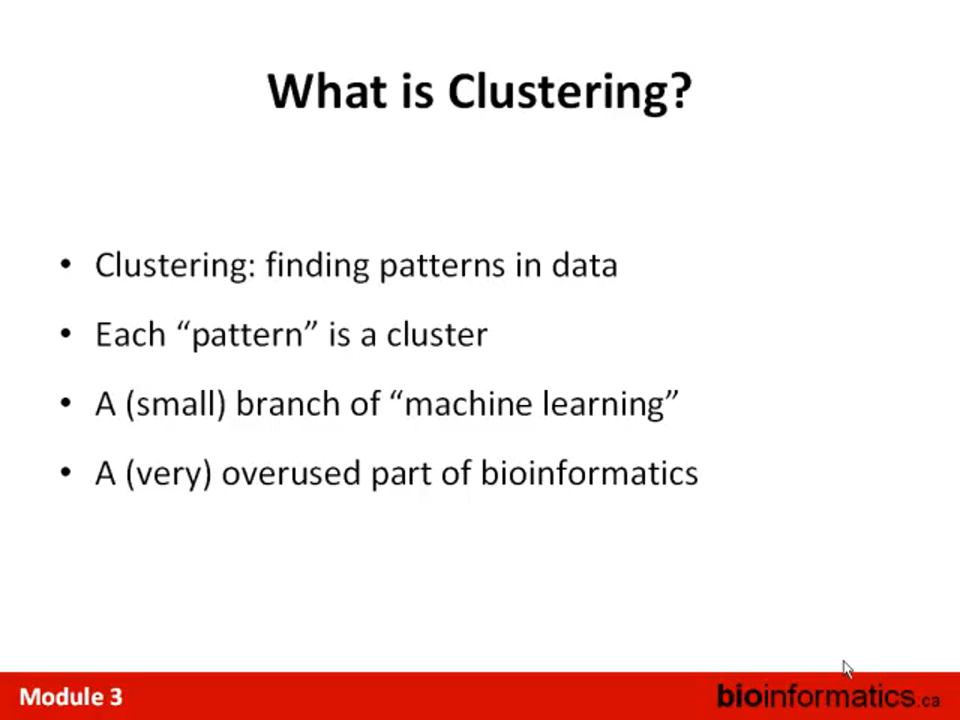 What is Clustering?
• Clustering: finding patterns in data
• Each “pattern” is a cluster
• A (small) branch of “machine learning”
• A (very) overused part of bioinformatics
Module 3
bioinformatics.ca